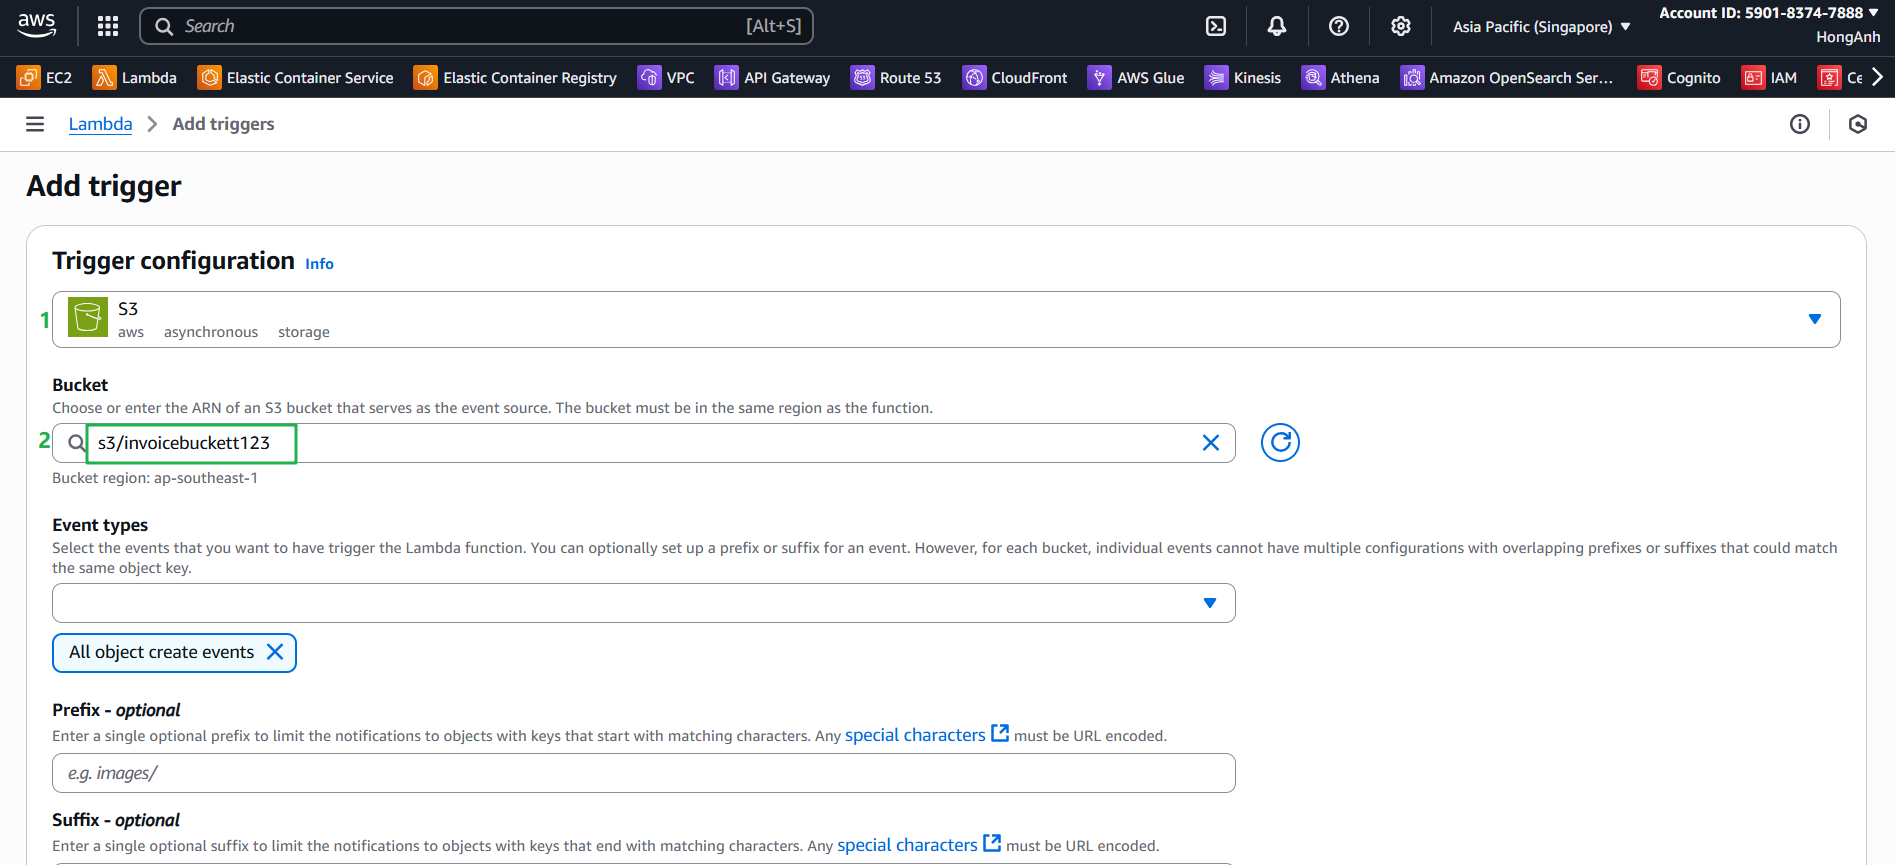 aws
Search [Alt+S]
Asia Pacific (Singapore)
Account ID: 5901-8374-7888
HongAnh
EC2 Lambda Elastic Container Service Elastic Container Registry VPC API Gateway Route 53 CloudFront AWS Glue Kinesis Athena Amazon OpenSearch Ser... Cognito IAM Ce
Lambda Add triggers
Add trigger
Trigger configuration Info
1
S3
aws asynchronous storage
Bucket
Choose or enter the ARN of an S3 bucket that serves as the event source. The bucket must be in the same region as the function.
2 s3/invoicebuckett123
Bucket region: ap-southeast-1
Event types
Select the events that you want to have trigger the Lambda function. You can optionally set up a prefix or suffix for an event. However, for each bucket, individual events cannot have multiple configurations with overlapping prefixes or suffixes that could match
the same object key.
All object create events
Prefix - optional
Enter a single optional prefix to limit the notifications to objects with keys that start with matching characters. Any special characters must be URL encoded.
e.g. images/
Suffix - optional
Enter a single optional suffix to limit the notifications to objects with keys that end with matching characters. Any special characters must be URL encoded.